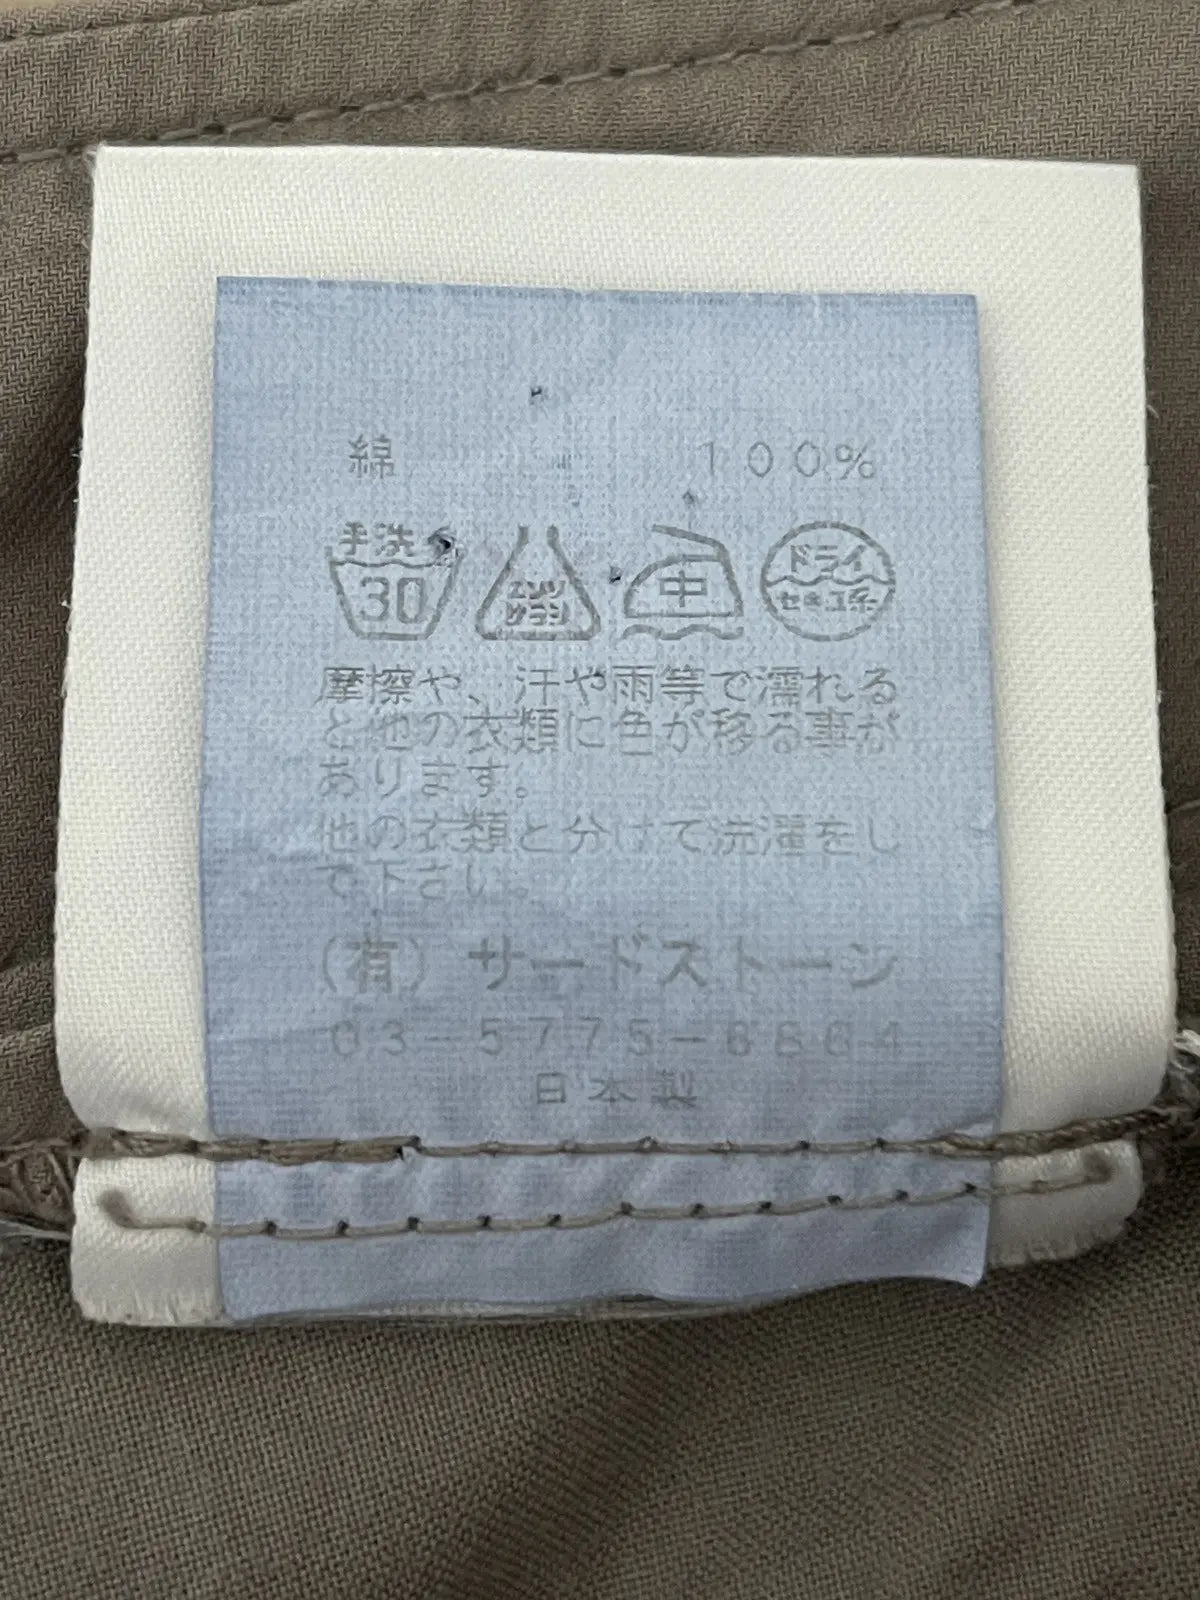 綿 100%
手洗イ 30 エンソ サラシ 中 ドライ セキユ系
摩擦や、汗や雨等で濡れる
と他の衣類に色が移る事が
あります。
他の衣類と分けて洗濯をし
て下さい。
(有) サードストーン
03-5775-6664
日本製